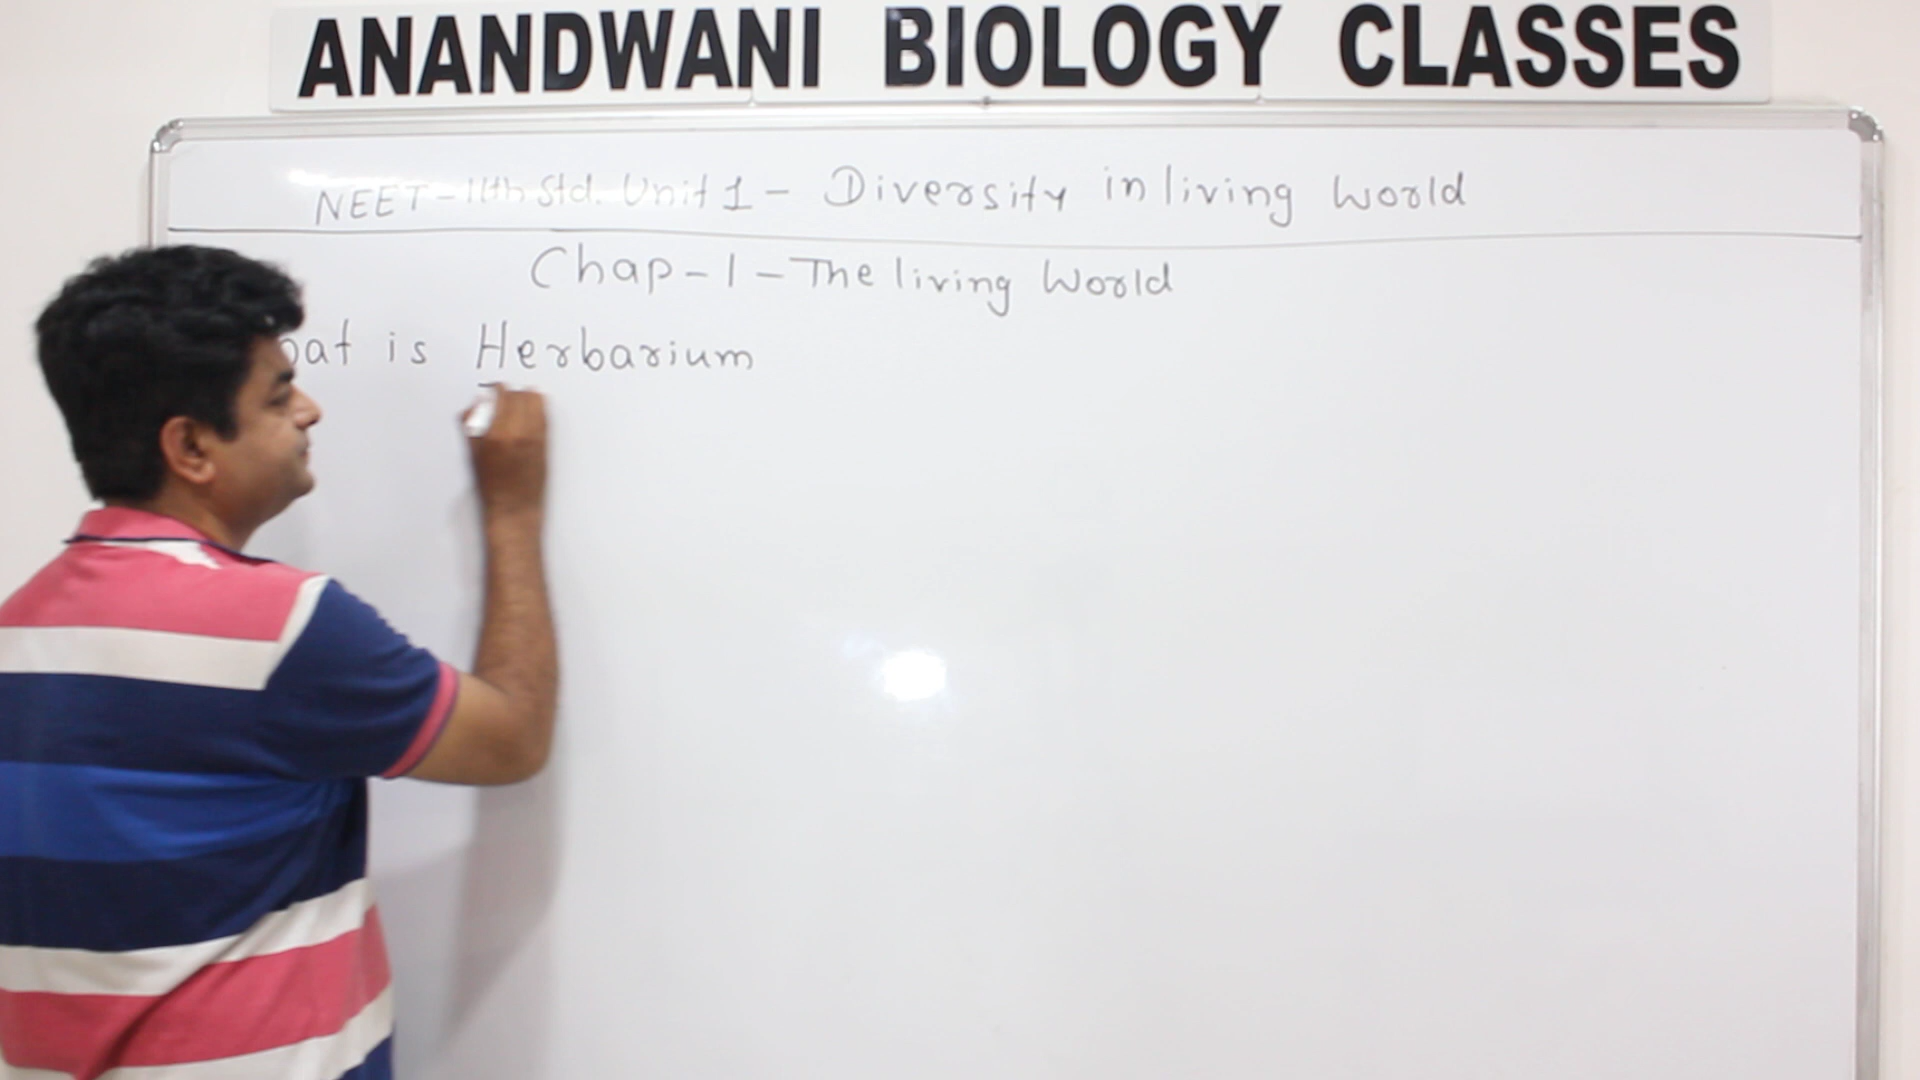 ANANDWANI BIOLOGY CLASSES
NEET-11th Std. Unit 1 - Diversity in living World
Chap-1-The living World
is Herbarium